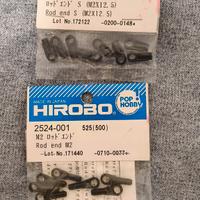 ロッドエンド S (M2X12.5)
Rod end S (M2X12.5)
Lot No.172122 -0200-0148-
MADE IN JAPAN
HIROBO
POP HOBBY
2524-001 525(500)
M2 ロッドエンド
Rod end M2
Lot No.171440 -0710-0077-